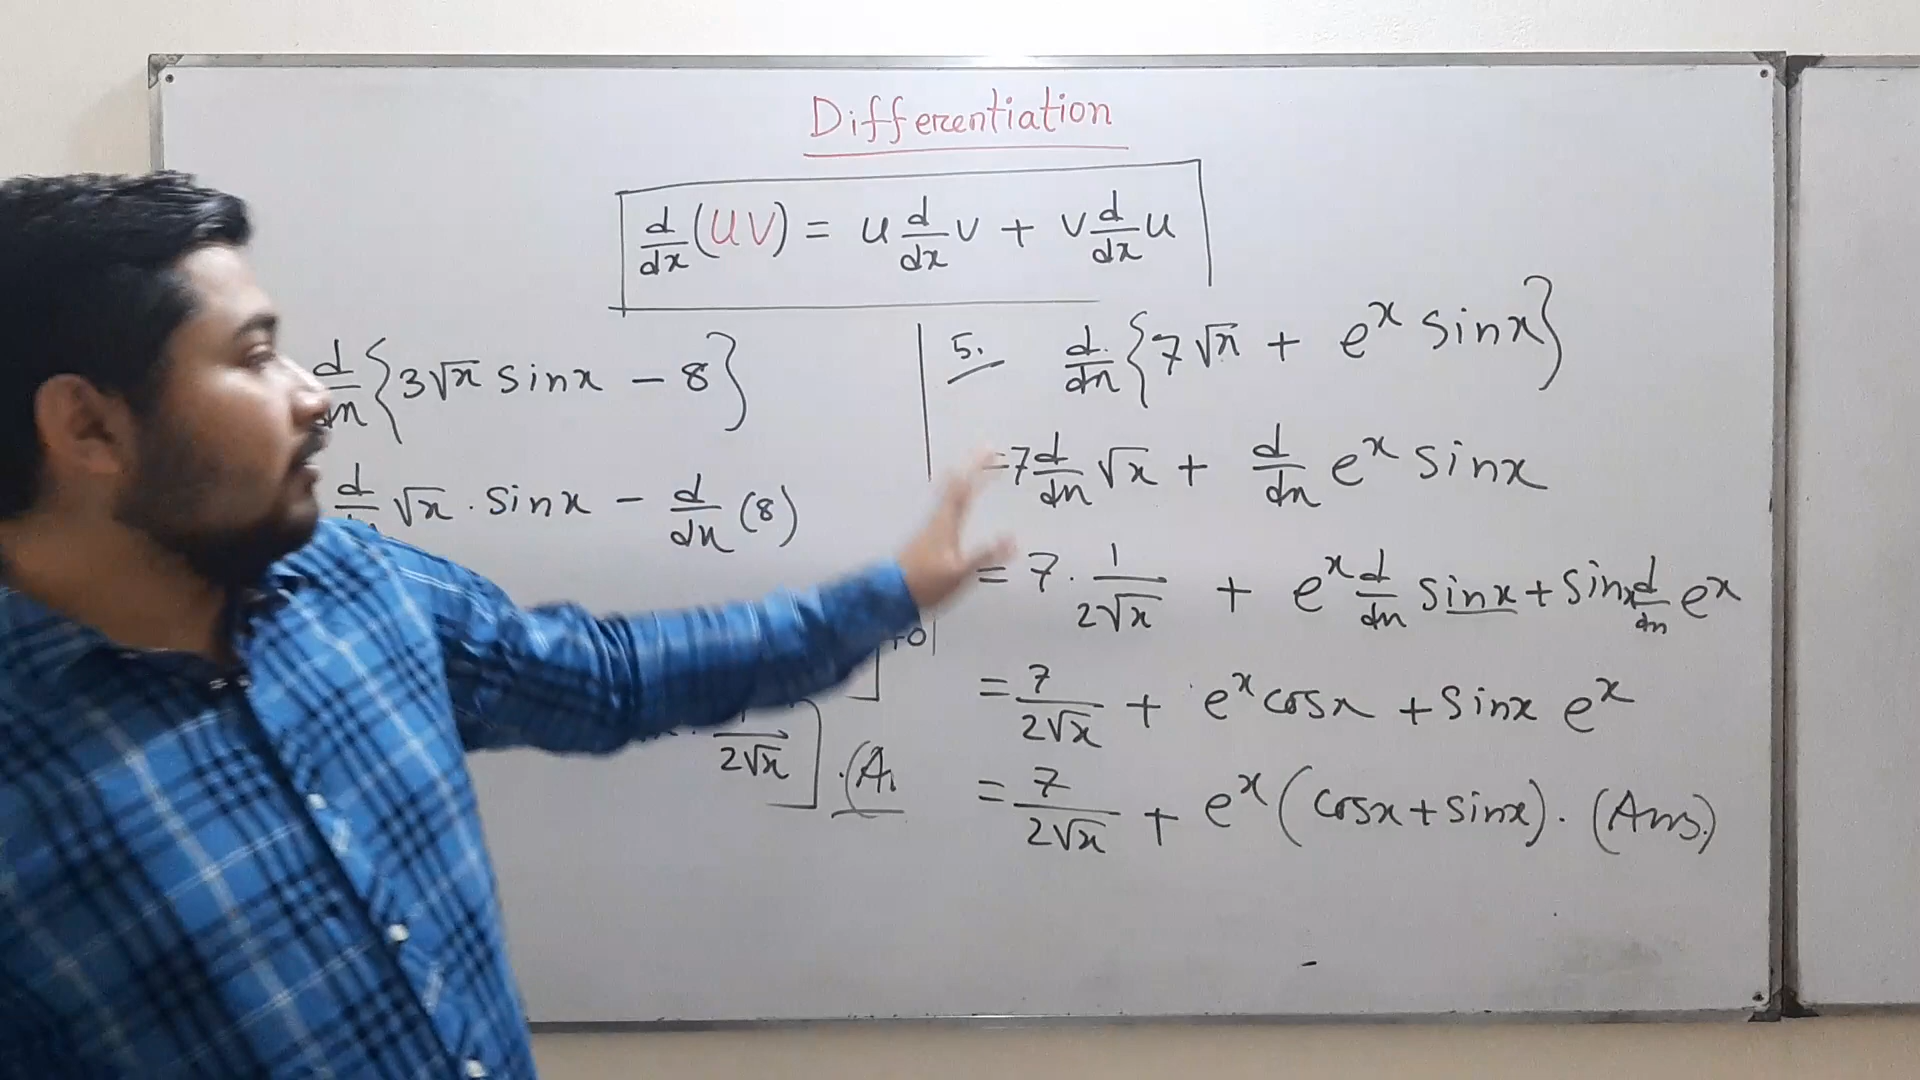 Differentiation
d/dx (UV) = u d/dx v + v d/dx u
d/dx {3√x sinx - 8}
d/dx √x . sinx - d/dx (8)
+0
1/2√x ] . (A.
5. d/dx {7√x + e^x sinx}
= 7 d/dx √x + d/dx e^x sinx
= 7 . 1/2√x + e^x d/dx sinx + sinx d/dx e^x
= 7/2√x + e^x cosx + sinx e^x
= 7/2√x + e^x (cosx + sinx) . (Ans.)